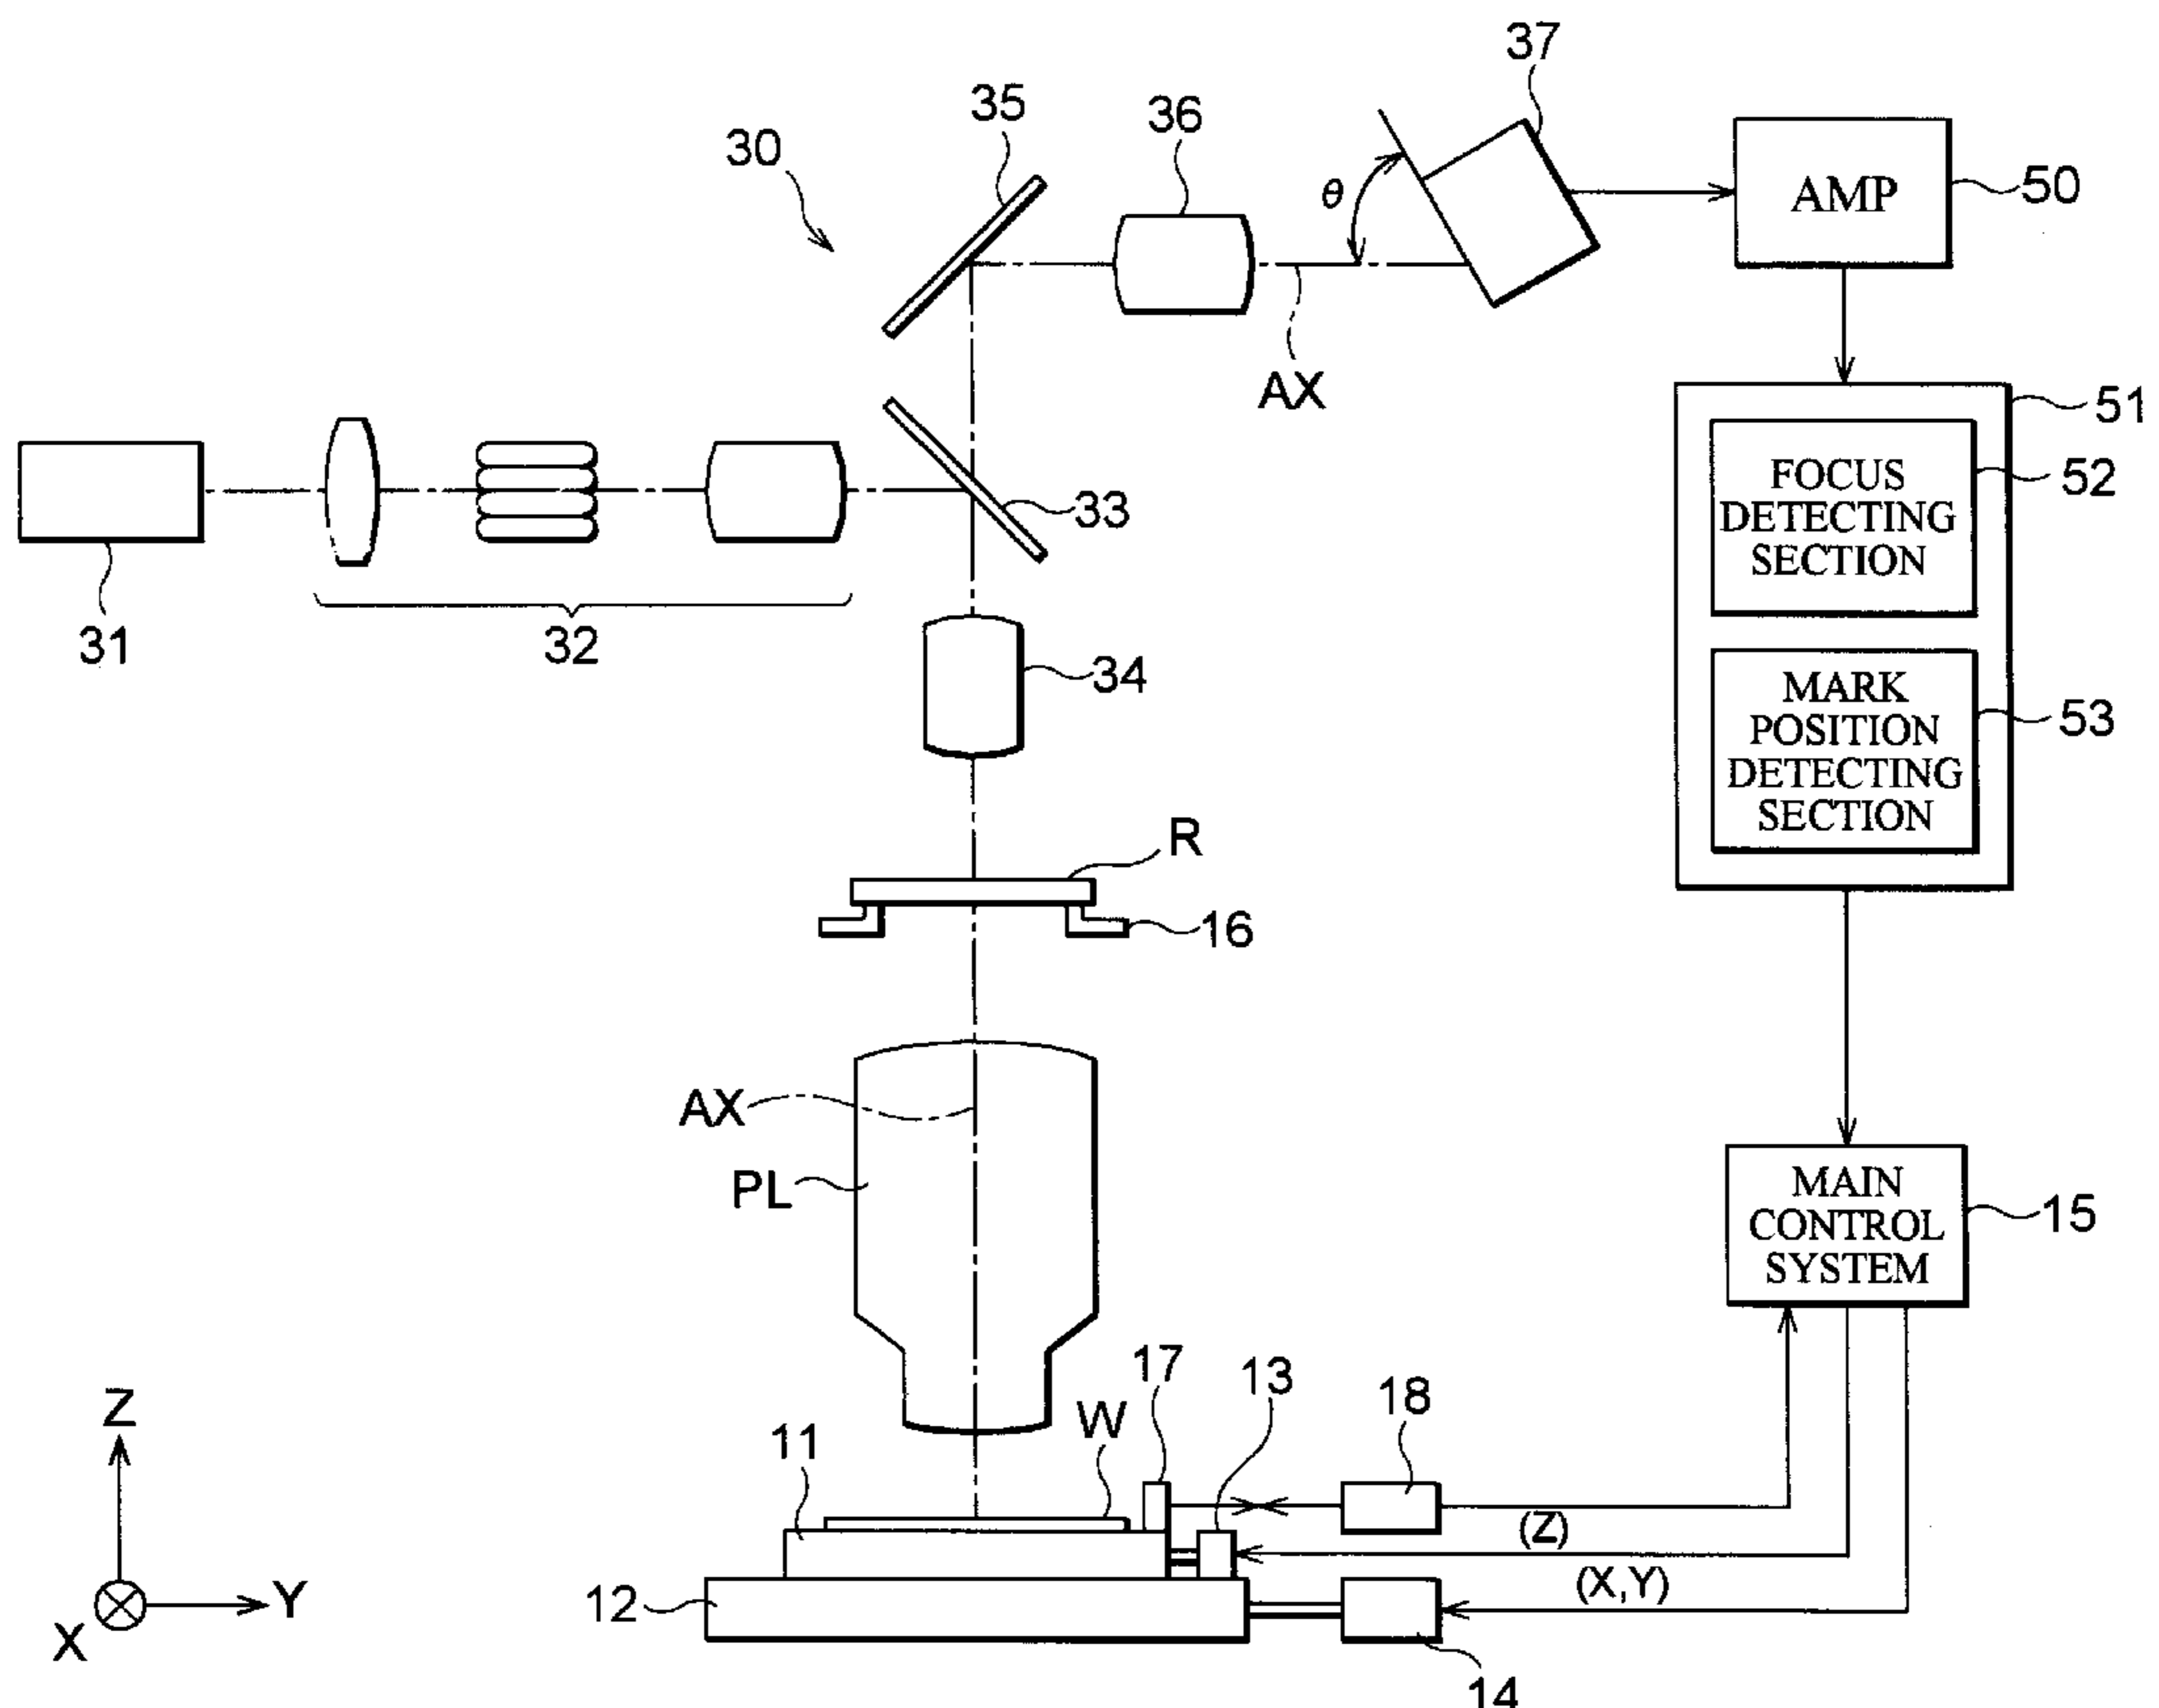 37
35
36
30
θ
AMP
50
AX
51
FOCUS
DETECTING
SECTION
52
33
31
32
34
MARK
POSITION
DETECTING
SECTION
53
R
16
AX
PL
MAIN
CONTROL
SYSTEM
15
17
13
18
W
11
Z
(Z)
(X,Y)
12
Y
X
14